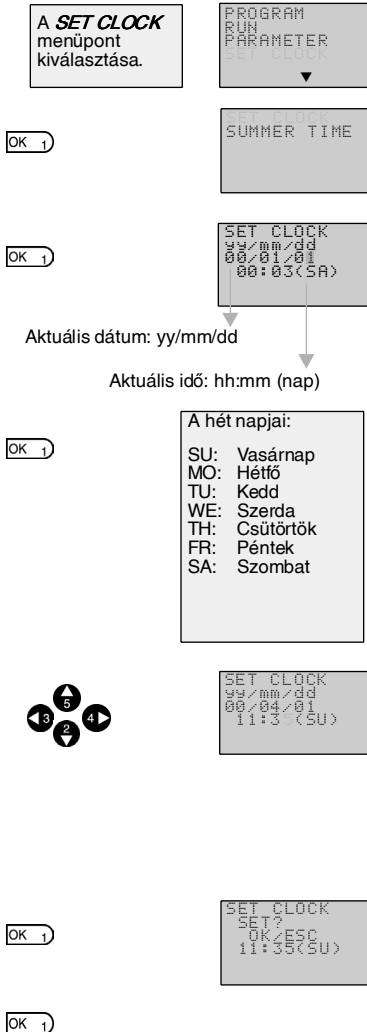 A SET CLOCK
menüpont
kiválasztása.
PROGRAM
RUN
PARAMETER
SET CLOCK
▼
OK 1
SET CLOCK
SUMMER TIME
OK 1
SET CLOCK
yy/mm/dd
00/01/01
00:03(SA)
Aktuális dátum: yy/mm/dd
Aktuális idő: hh:mm (nap)
OK 1
A hét napjai:
SU: Vasárnap
MO: Hétfő
TU: Kedd
WE: Szerda
TH: Csütörtök
FR: Péntek
SA: Szombat
5
3 4
2
SET CLOCK
yy/mm/dd
00/04/01
11:35(SU)
OK 1
SET CLOCK
SET?
OK/ESC
11:35(SU)
OK 1